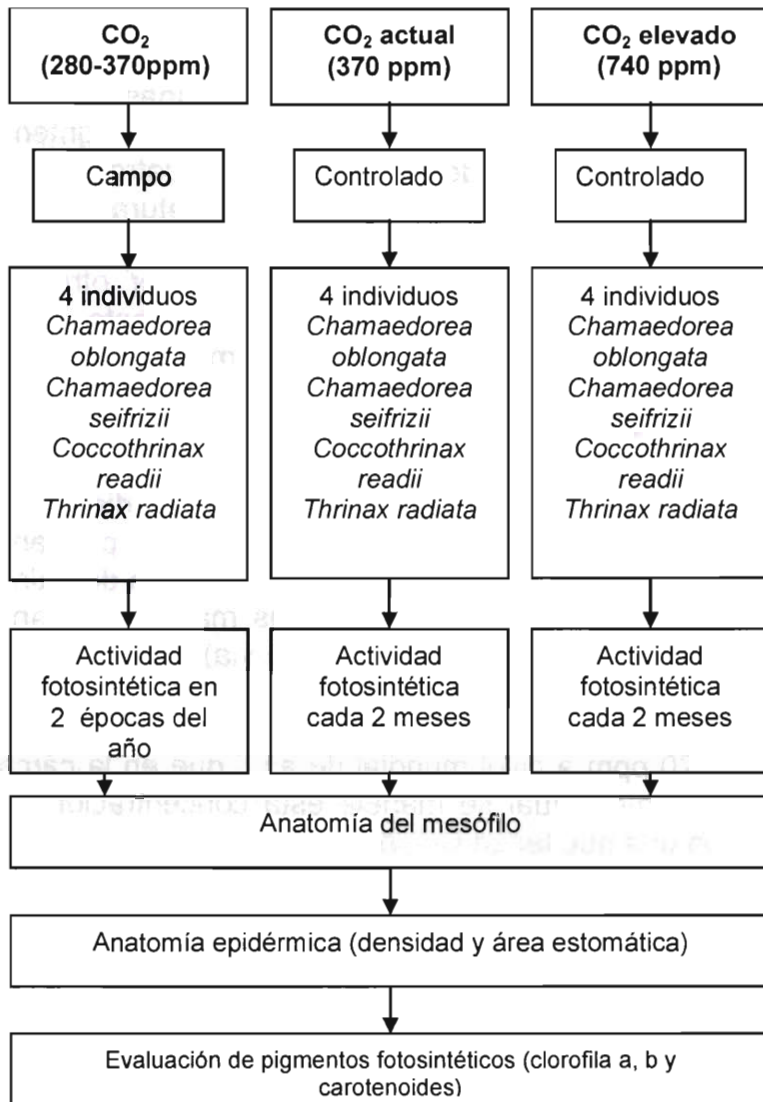 CO₂
(280-370ppm)
CO₂ actual
(370 ppm)
CO₂ elevado
(740 ppm)
Campo
Controlado
Controlado
4 individuos
Chamaedorea
oblongata
Chamaedorea
seifrizii
Coccothrinax
readii
Thrinax radiata
4 individuos
Chamaedorea
oblongata
Chamaedorea
seifrizii
Coccothrinax
readii
Thrinax radiata
4 individuos
Chamaedorea
oblongata
Chamaedorea
seifrizii
Coccothrinax
readii
Thrinax radiata
Actividad
fotosintética en
2 épocas del
año
Actividad
fotosintética
cada 2 meses
Actividad
fotosintética
cada 2 meses
Anatomía del mesófilo
Anatomía epidérmica (densidad y área estomática)
Evaluación de pigmentos fotosintéticos (clorofila a, b y
carotenoides)